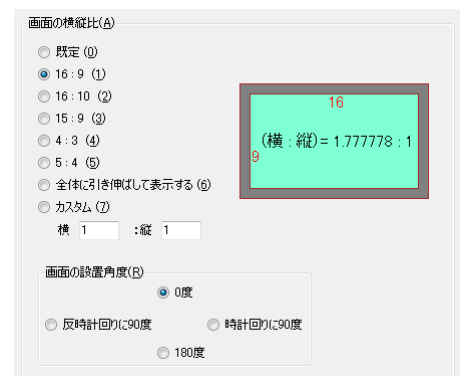 画面の横縦比(A)
既定 (0)
16 : 9 (1)
16 : 10 (2)
15 : 9 (3)
4 : 3 (4)
5 : 4 (5)
全体に引き伸ばして表示する (6)
カスタム (7)
横 1 :縦 1
16
(横 : 縦)= 1.777778 : 1
9
画面の設置角度(R)
0度
反時計回りに90度 時計回りに90度
180度